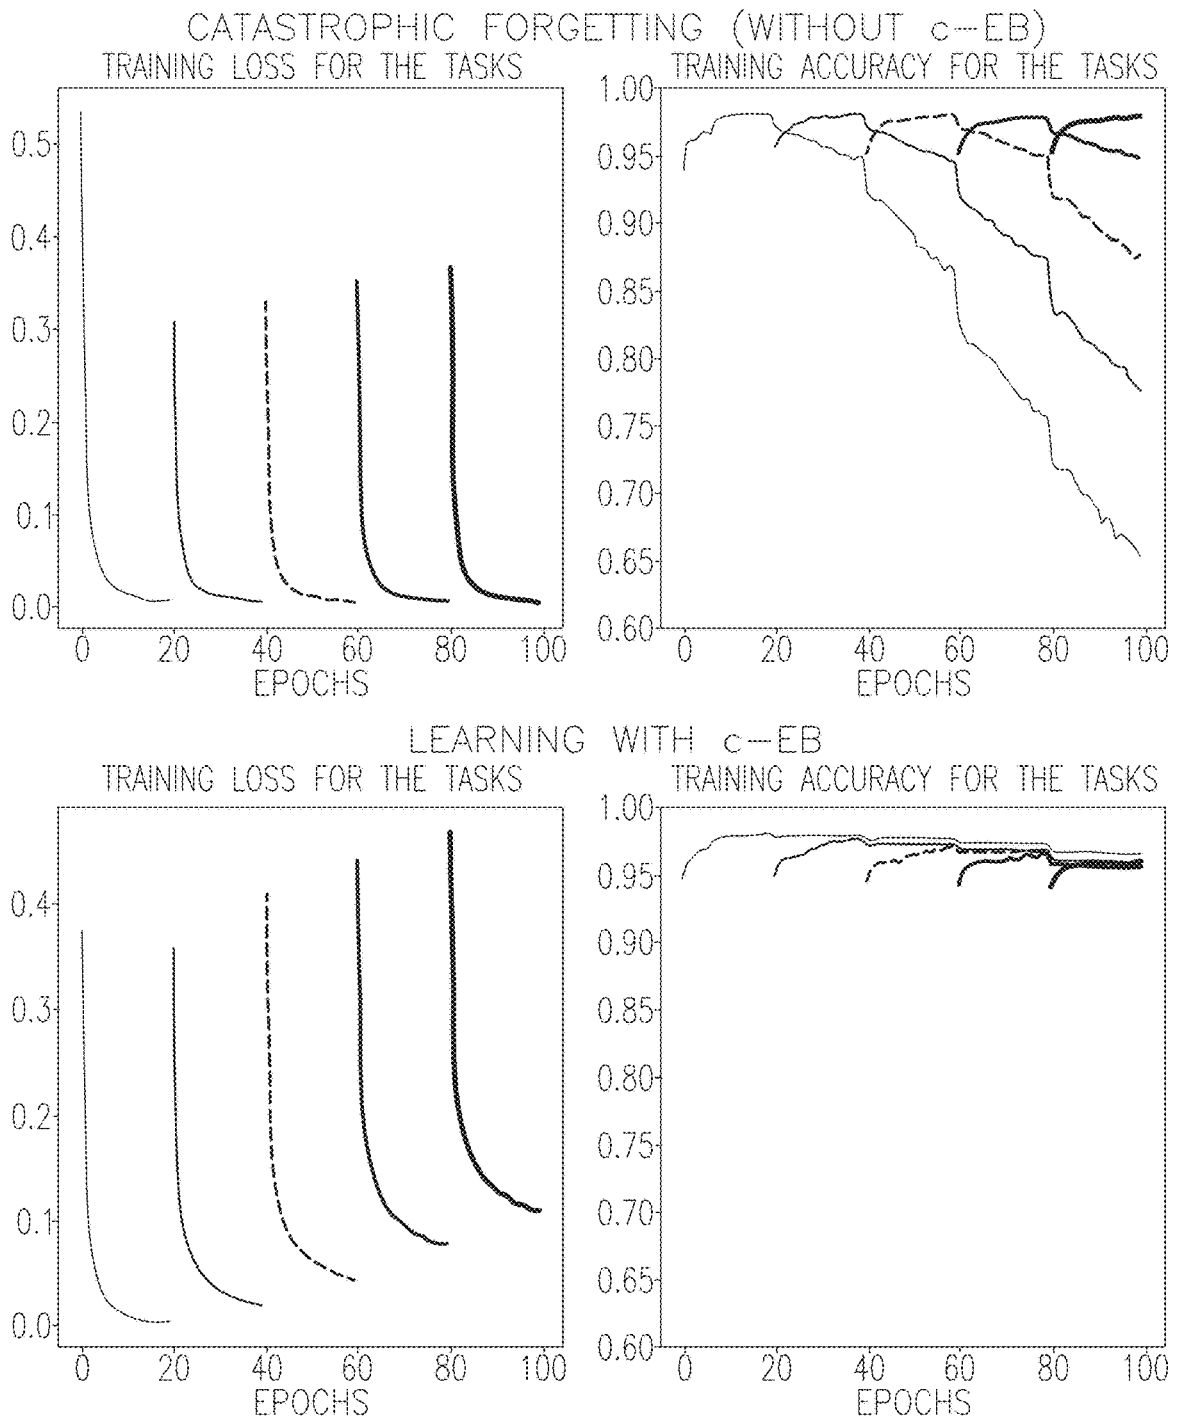 CATASTROPHIC FORGETTING (WITHOUT c-EB)
TRAINING LOSS FOR THE TASKS
0.5
0.4
0.3
0.2
0.1
0.0
0 20 40 60 80 100
EPOCHS
TRAINING ACCURACY FOR THE TASKS
1.00
0.95
0.90
0.85
0.80
0.75
0.70
0.65
0.60
0 20 40 60 80 100
EPOCHS
LEARNING WITH c-EB
TRAINING LOSS FOR THE TASKS
0.4
0.3
0.2
0.1
0.0
0 20 40 60 80 100
EPOCHS
TRAINING ACCURACY FOR THE TASKS
1.00
0.95
0.90
0.85
0.80
0.75
0.70
0.65
0.60
0 20 40 60 80 100
EPOCHS